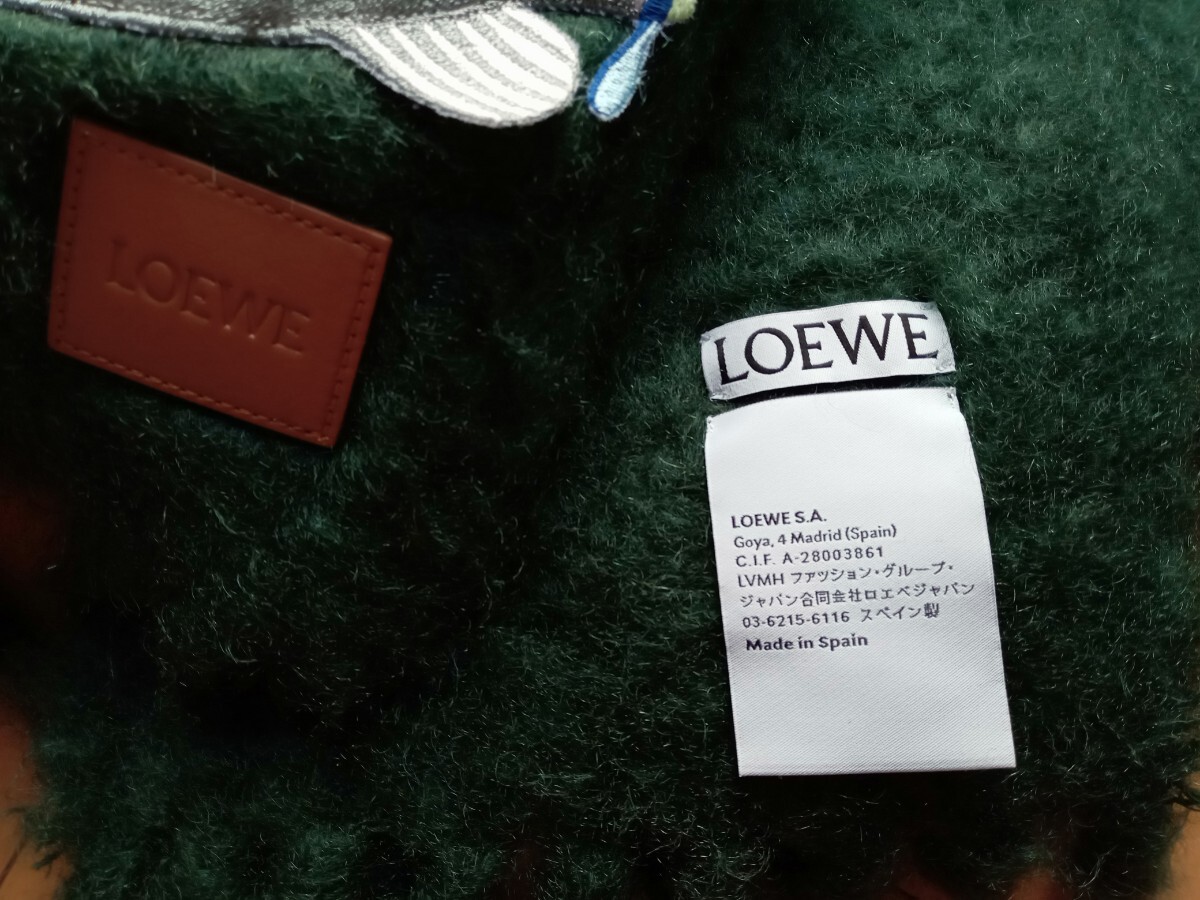 LOEWE
LOEWE
LOEWE S.A.
Goya, 4 Madrid (Spain)
C.I.F. A-28003861
LVMH ファッション・グループ・
ジャパン合同会社ロエベジャパン
03-6215-6116 スペイン製
Made in Spain